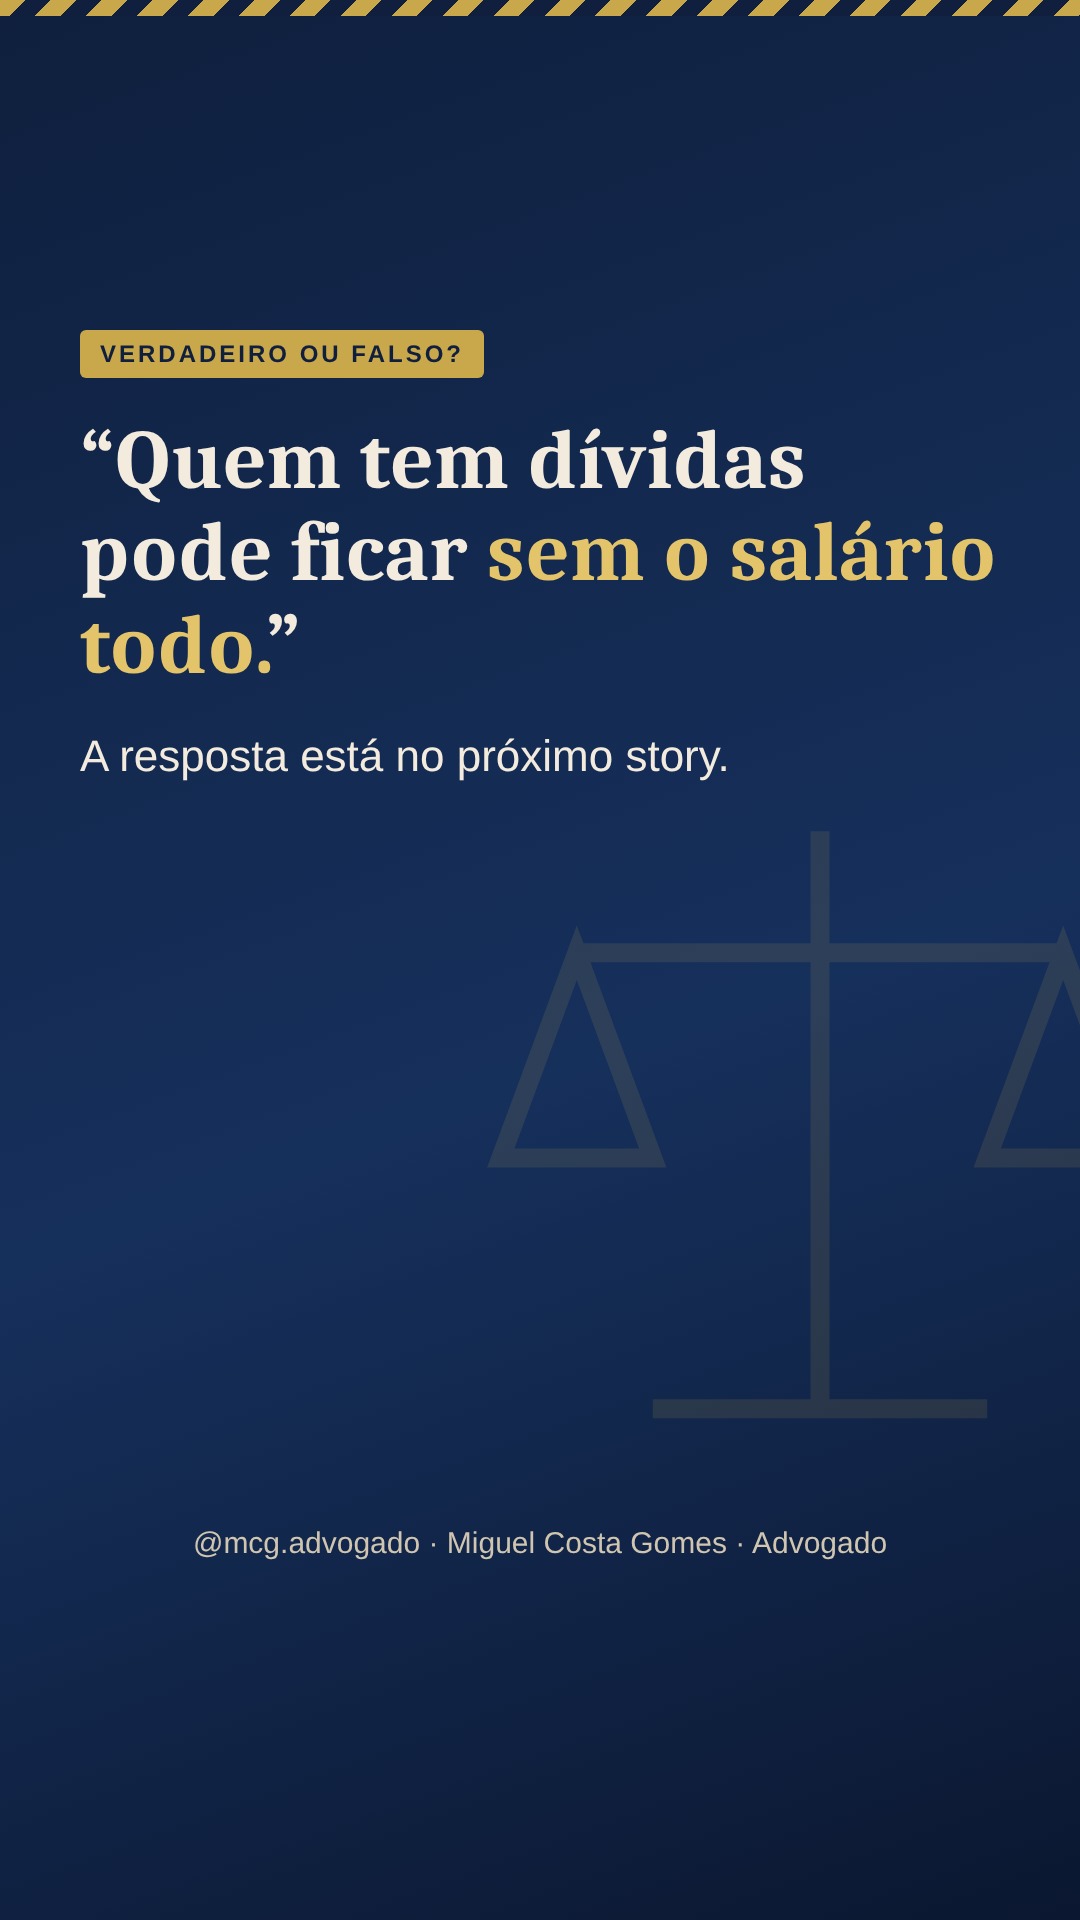 VERDADEIRO OU FALSO?
“Quem tem dívidas
pode ficar sem o salário
todo.”
A resposta está no próximo story.
@mcg.advogado · Miguel Costa Gomes · Advogado